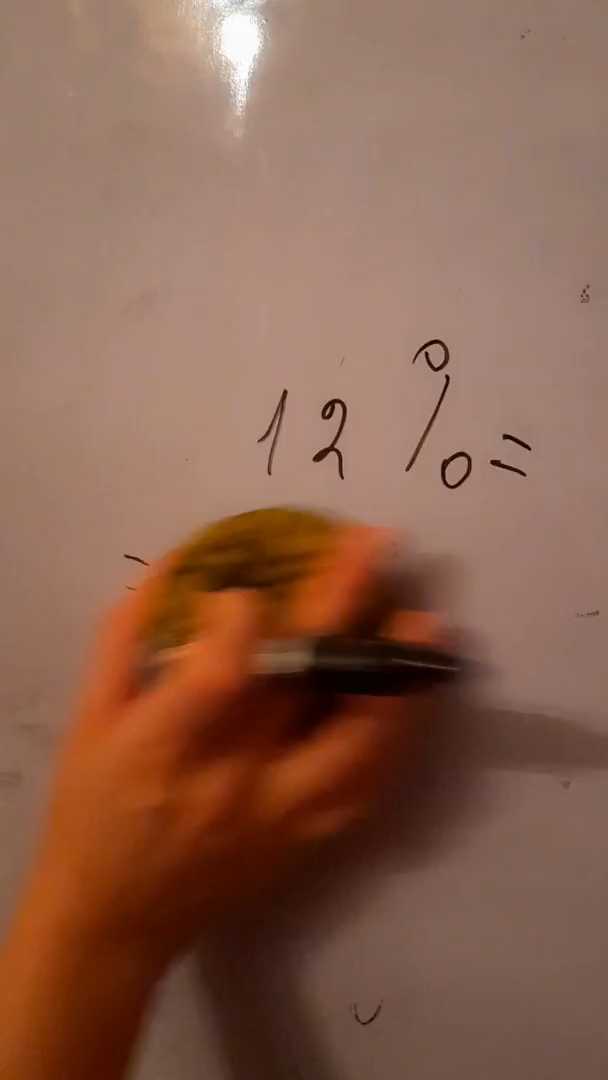 12 %=
=